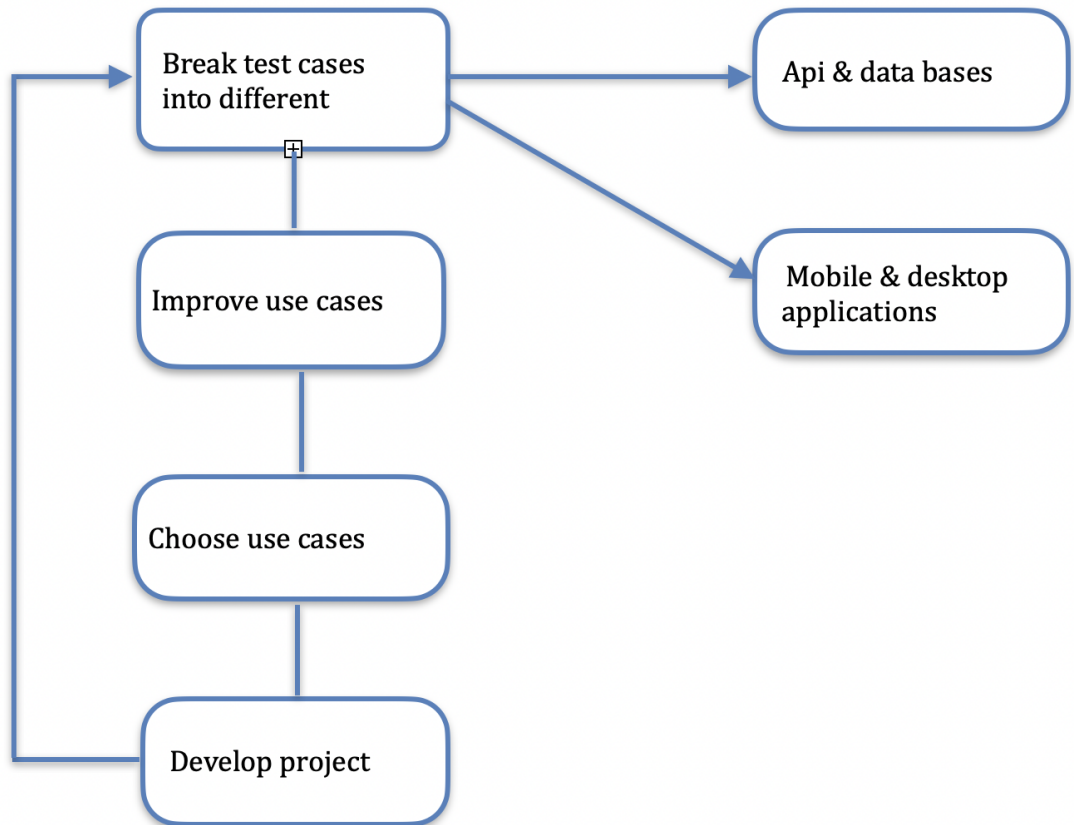 Break test cases
into different
Api & data bases
Mobile & desktop
applications
Improve use cases
Choose use cases
Develop project